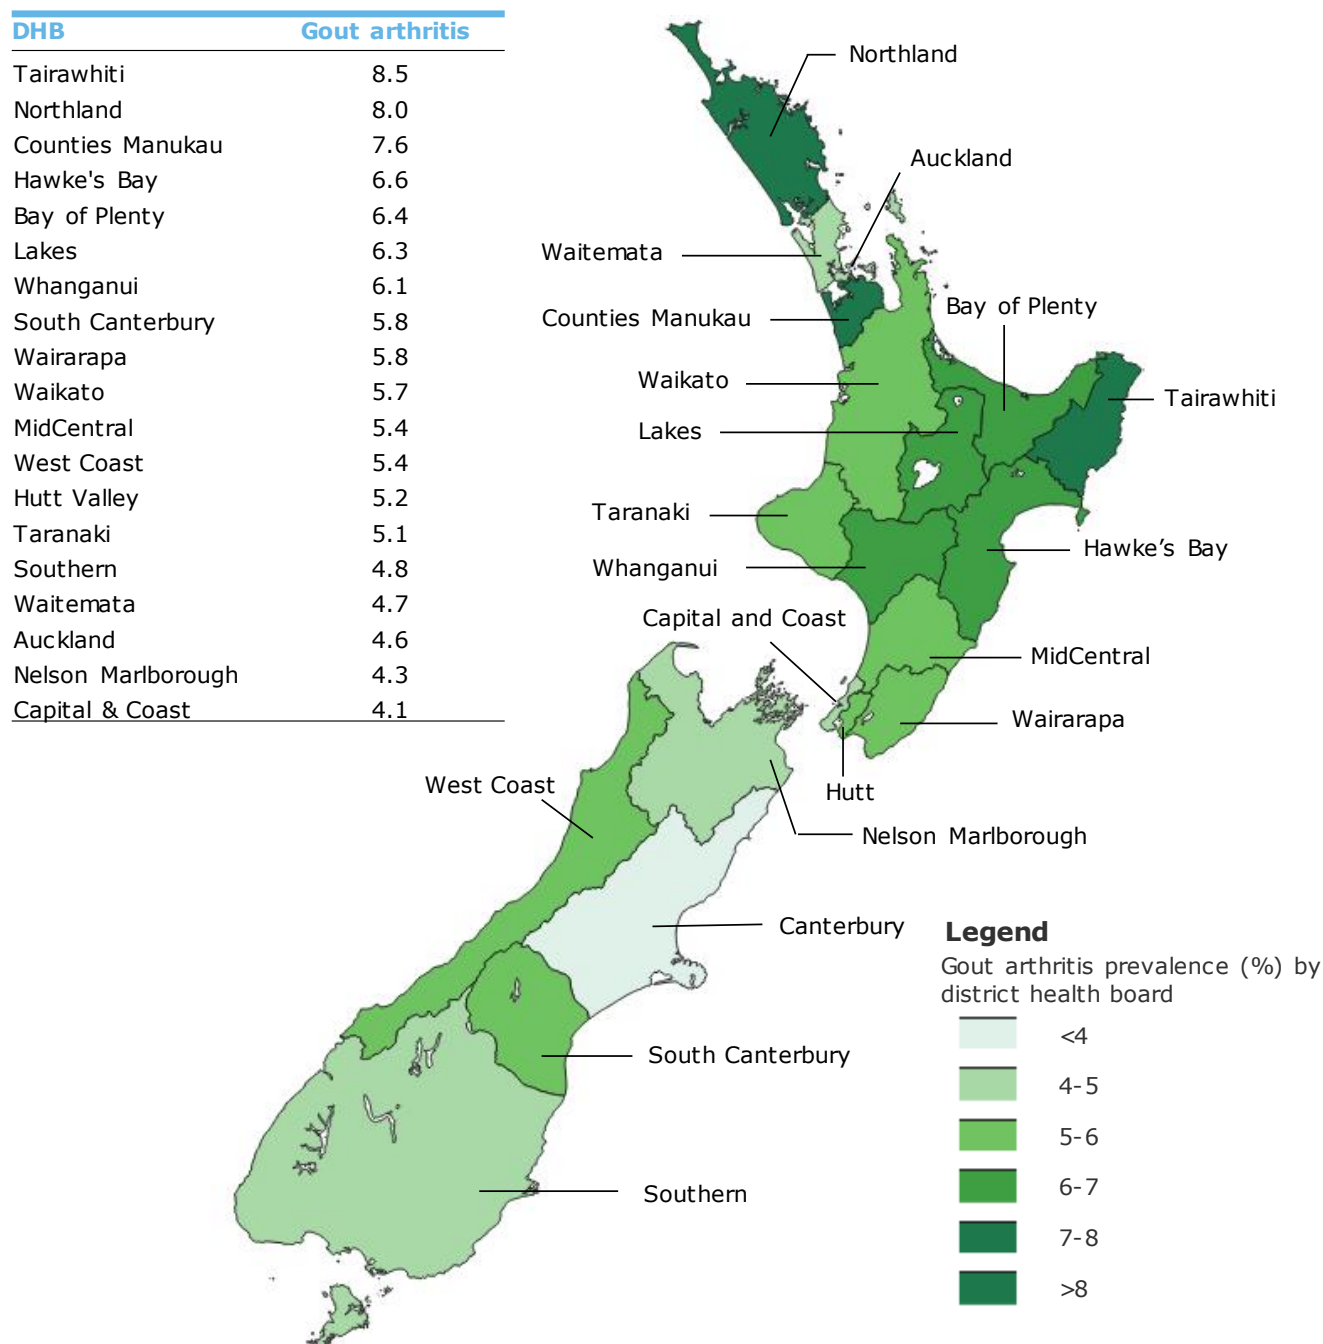 DHB Gout arthritis
Tairawhiti 8.5
Northland 8.0
Counties Manukau 7.6
Hawke's Bay 6.6
Bay of Plenty 6.4
Lakes 6.3
Whanganui 6.1
South Canterbury 5.8
Wairarapa 5.8
Waikato 5.7
MidCentral 5.4
West Coast 5.4
Hutt Valley 5.2
Taranaki 5.1
Southern 4.8
Waitemata 4.7
Auckland 4.6
Nelson Marlborough 4.3
Capital & Coast 4.1
Northland
Auckland
Waitemata
Bay of Plenty
Counties Manukau
Waikato
Tairawhiti
Lakes
Taranaki
Hawke’s Bay
Whanganui
Capital and Coast
MidCentral
Wairarapa
West Coast
Hutt
Nelson Marlborough
Canterbury
South Canterbury
Southern
Legend
Gout arthritis prevalence (%) by
district health board
<4
4-5
5-6
6-7
7-8
>8